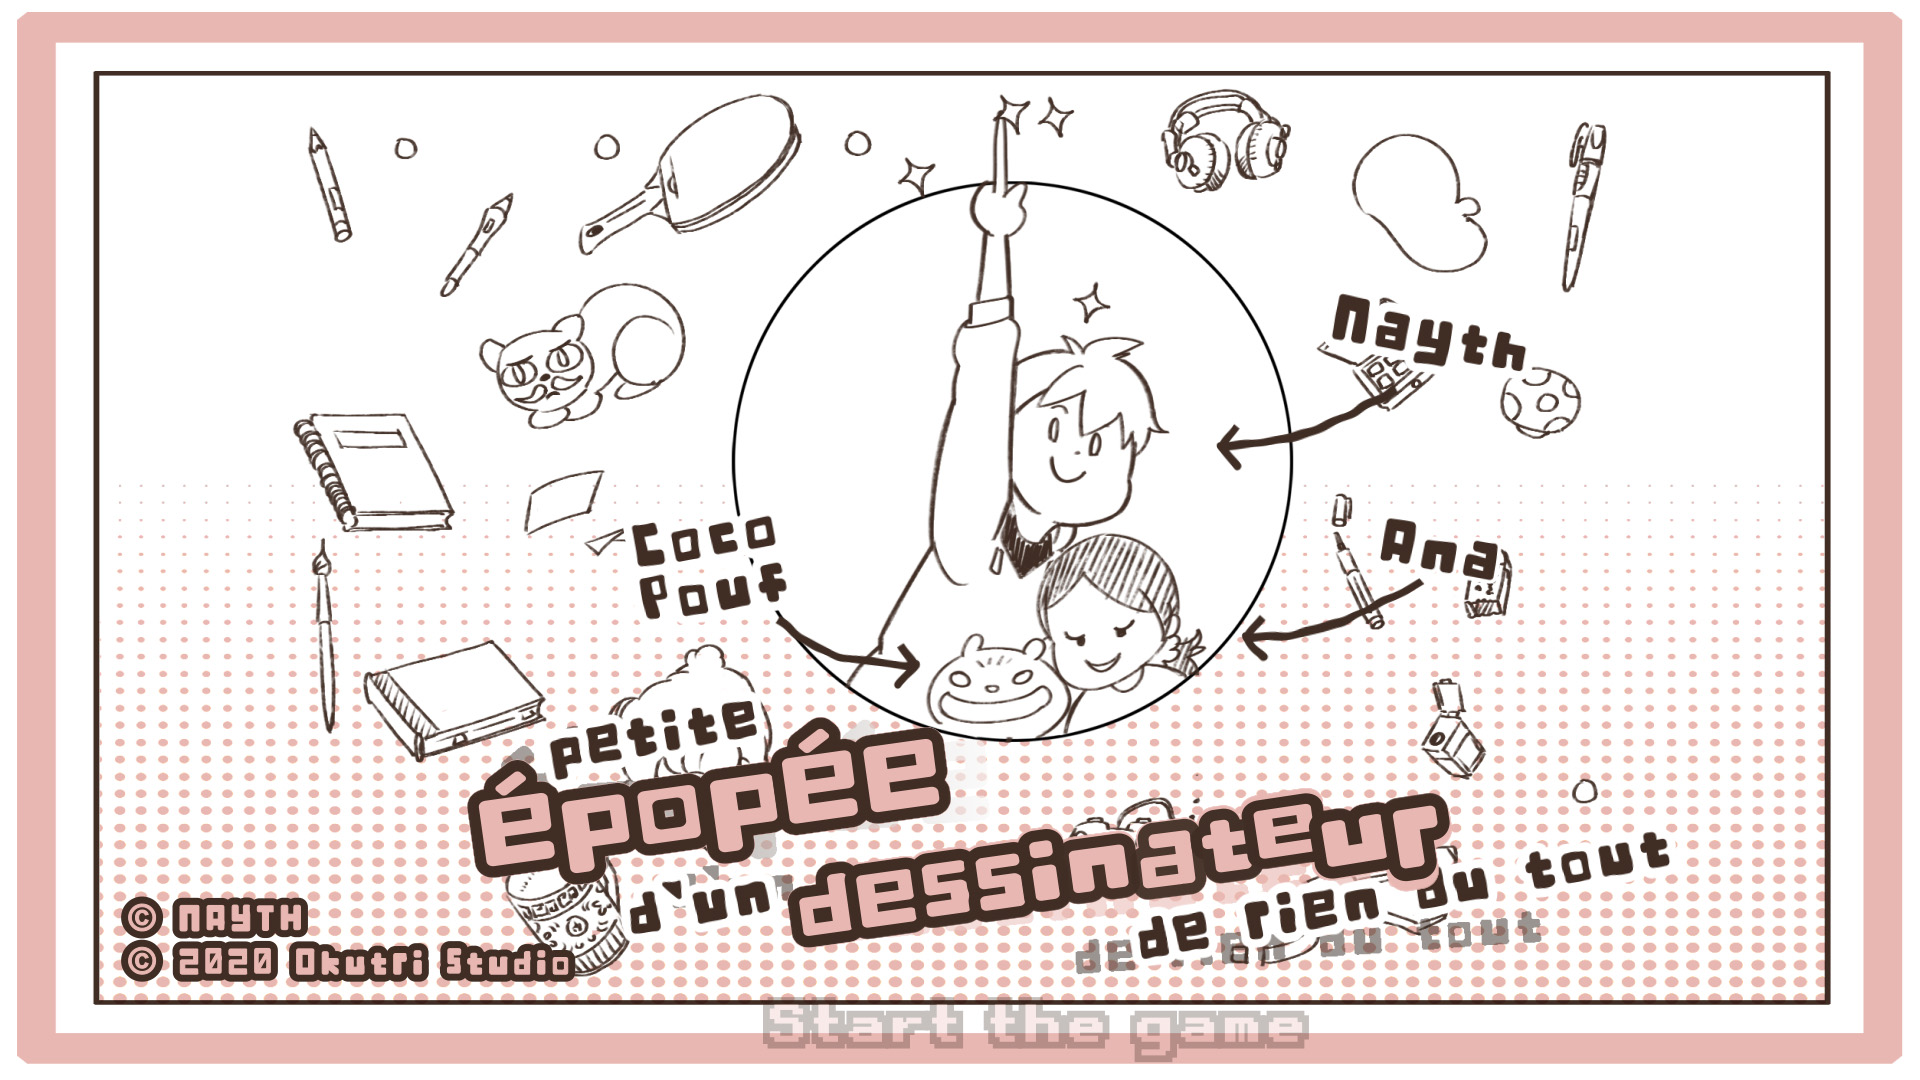 Nayth
Coco
Pouf
Ana
petite
épopée
d'un dessinateur
de rien du tout
© NAYTH
© 2020 Okutri Studio
Start the game